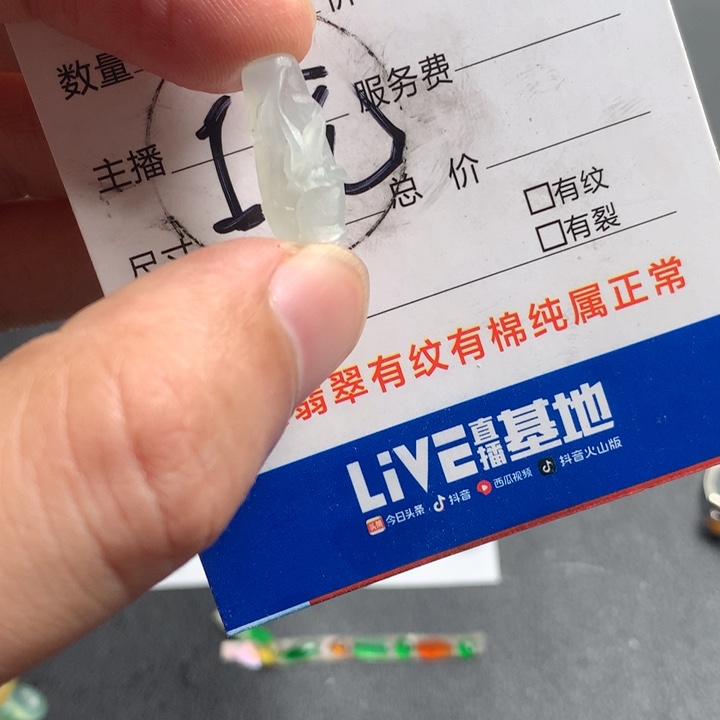 数量
服务费
主播
总 价
尺寸
有纹
有裂
翡翠有纹有棉纯属正常
LiVE直播基地
今日头条 抖音 西瓜视频 抖音火山版